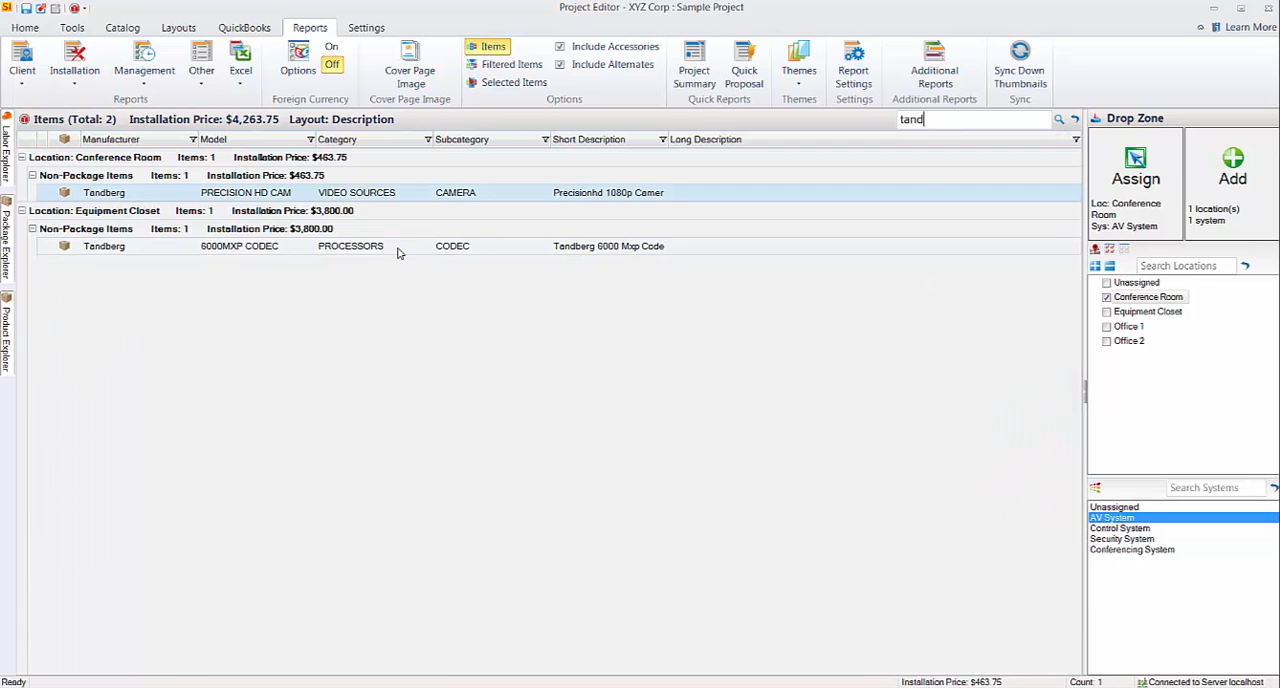 SI
Project Editor - XYZ Corp : Sample Project
Home Tools Catalog Layouts QuickBooks Reports Settings Learn More
Client Installation Management Other Excel
Reports
Options On Off
Foreign Currency
Cover Page Image
Cover Page Image
Items Include Accessories
Filtered Items Include Alternates
Selected Items
Options
Project Summary Quick Proposal
Quick Reports
Themes
Themes
Report Settings
Settings
Additional Reports
Additional Reports
Sync Down Thumbnails
Sync
Labor Explorer
Package Explorer
Product Explorer
Items (Total: 2) Installation Price: $4,263.75 Layout: Description tand
Manufacturer Model Category Subcategory Short Description Long Description
Location: Conference Room Items: 1 Installation Price: $463.75
Non-Package Items Items: 1 Installation Price: $463.75
Tandberg PRECISION HD CAM VIDEO SOURCES CAMERA Precisionhd 1080p Camer
Location: Equipment Closet Items: 1 Installation Price: $3,800.00
Non-Package Items Items: 1 Installation Price: $3,800.00
Tandberg 6000MXP CODEC PROCESSORS CODEC Tandberg 6000 Mxp Code
Drop Zone
Assign
Loc: Conference
Room
Sys: AV System
Add
1 location(s)
1 system
Search Locations
Unassigned
Conference Room
Equipment Closet
Office 1
Office 2
Search Systems
Unassigned
AV System
Control System
Security System
Conferencing System
Ready Installation Price: $463.75 Count: 1 Connected to Server localhost